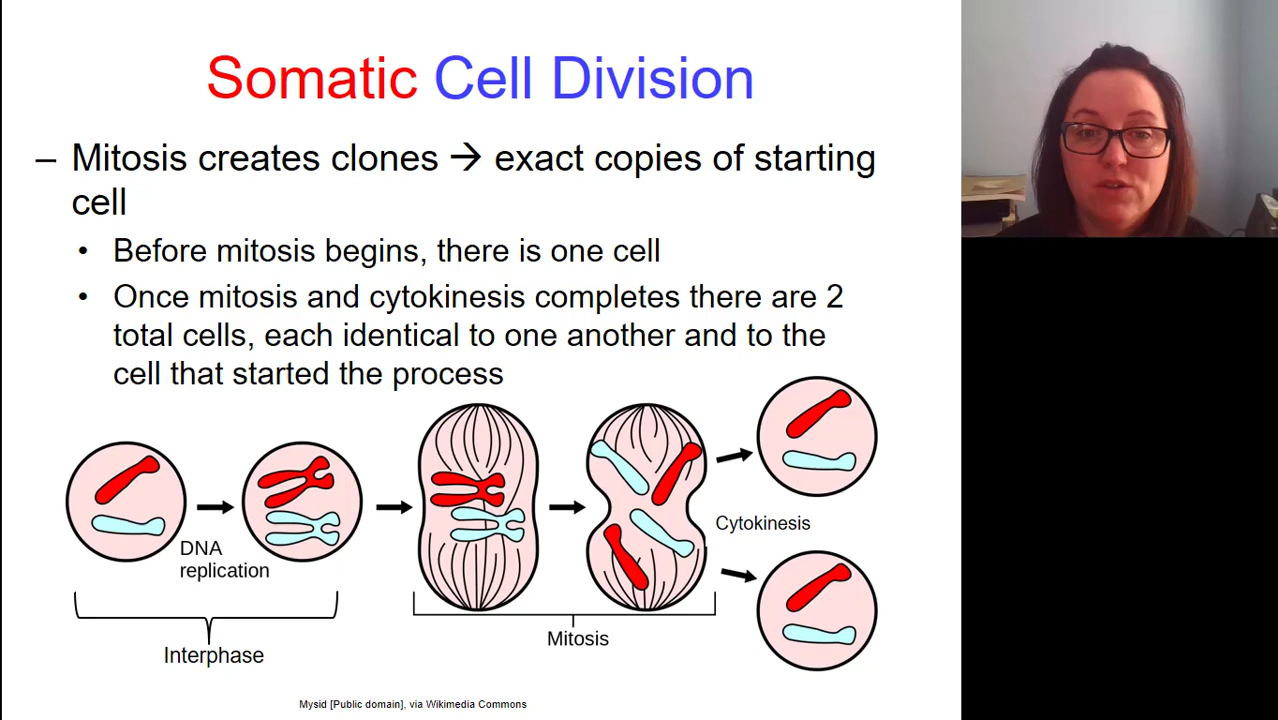 Somatic Cell Division
– Mitosis creates clones → exact copies of starting
cell
• Before mitosis begins, there is one cell
• Once mitosis and cytokinesis completes there are 2
total cells, each identical to one another and to the
cell that started the process
Cytokinesis
DNA
replication
Mitosis
Interphase
Mysid [Public domain], via Wikimedia Commons